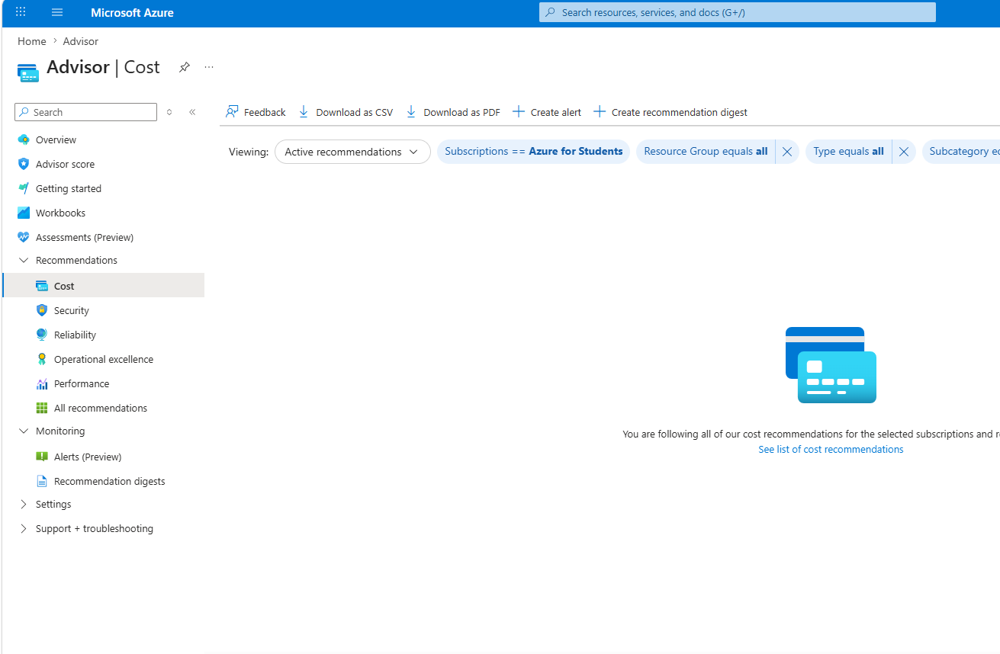 Microsoft Azure
Search resources, services, and docs (G+/)
Home > Advisor
Advisor | Cost
Search
Feedback
Download as CSV
Download as PDF
Create alert
Create recommendation digest
Overview
Advisor score
Getting started
Workbooks
Assessments (Preview)
Recommendations
Cost
Security
Reliability
Operational excellence
Performance
All recommendations
Monitoring
Alerts (Preview)
Recommendation digests
Settings
Support + troubleshooting
Viewing:
Active recommendations
Subscriptions == Azure for Students
Resource Group equals all
Type equals all
Subcategory
You are following all of our cost recommendations for the selected subscriptions and
See list of cost recommendations